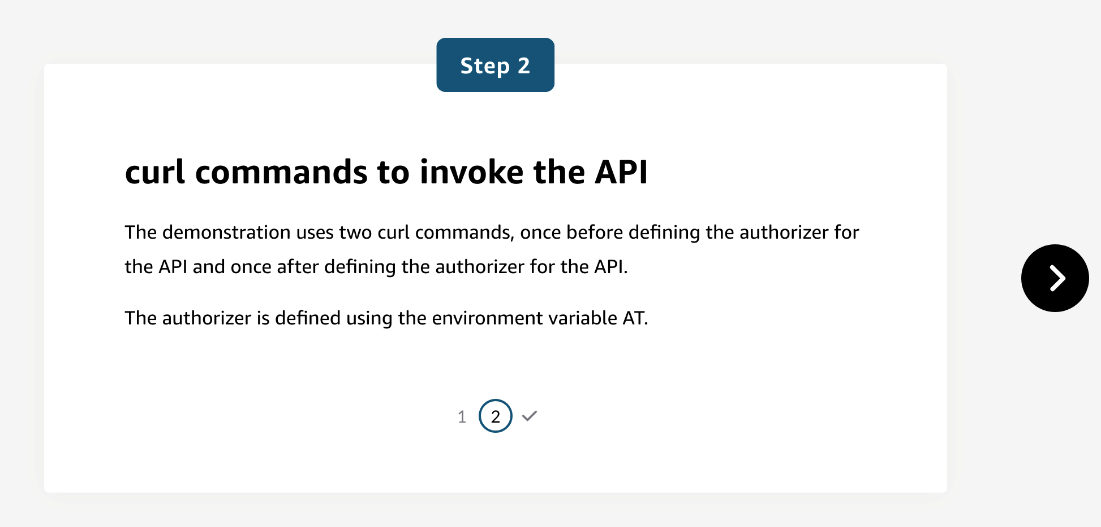 Step 2
curl commands to invoke the API
The demonstration uses two curl commands, once before defining the authorizer for
the API and once after defining the authorizer for the API.
The authorizer is defined using the environment variable AT.
1 2